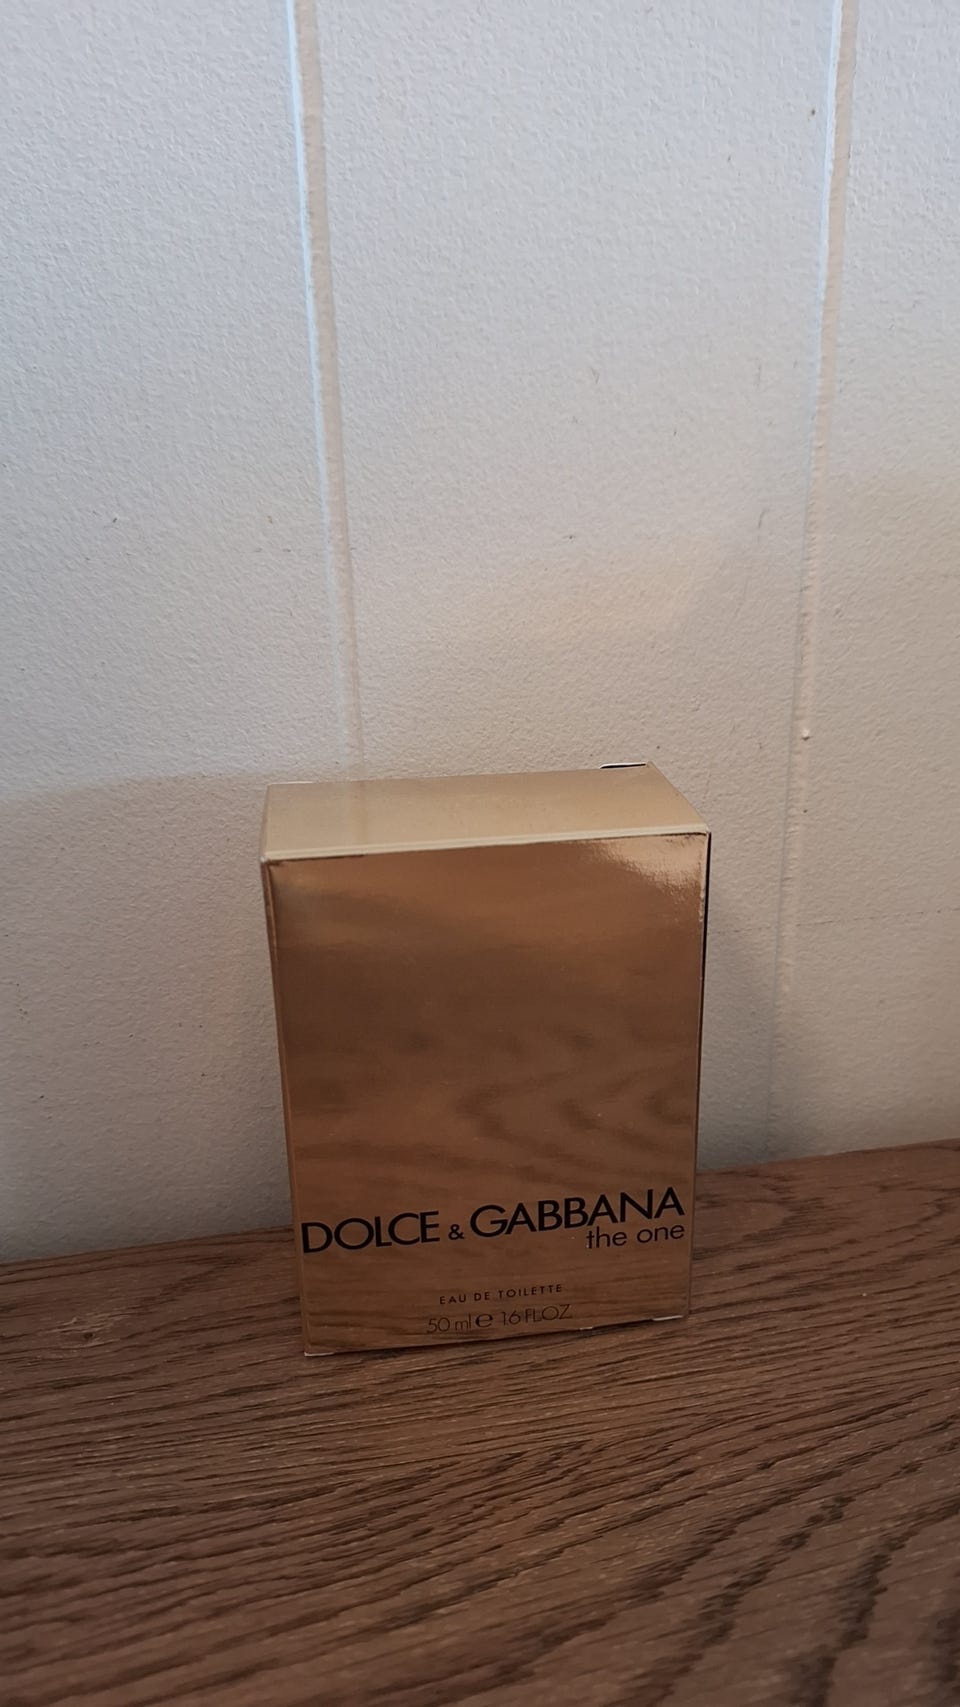 DOLCE & GABBANA
the one
EAU DE TOILETTE
50 ml e 1.6 FL.OZ.